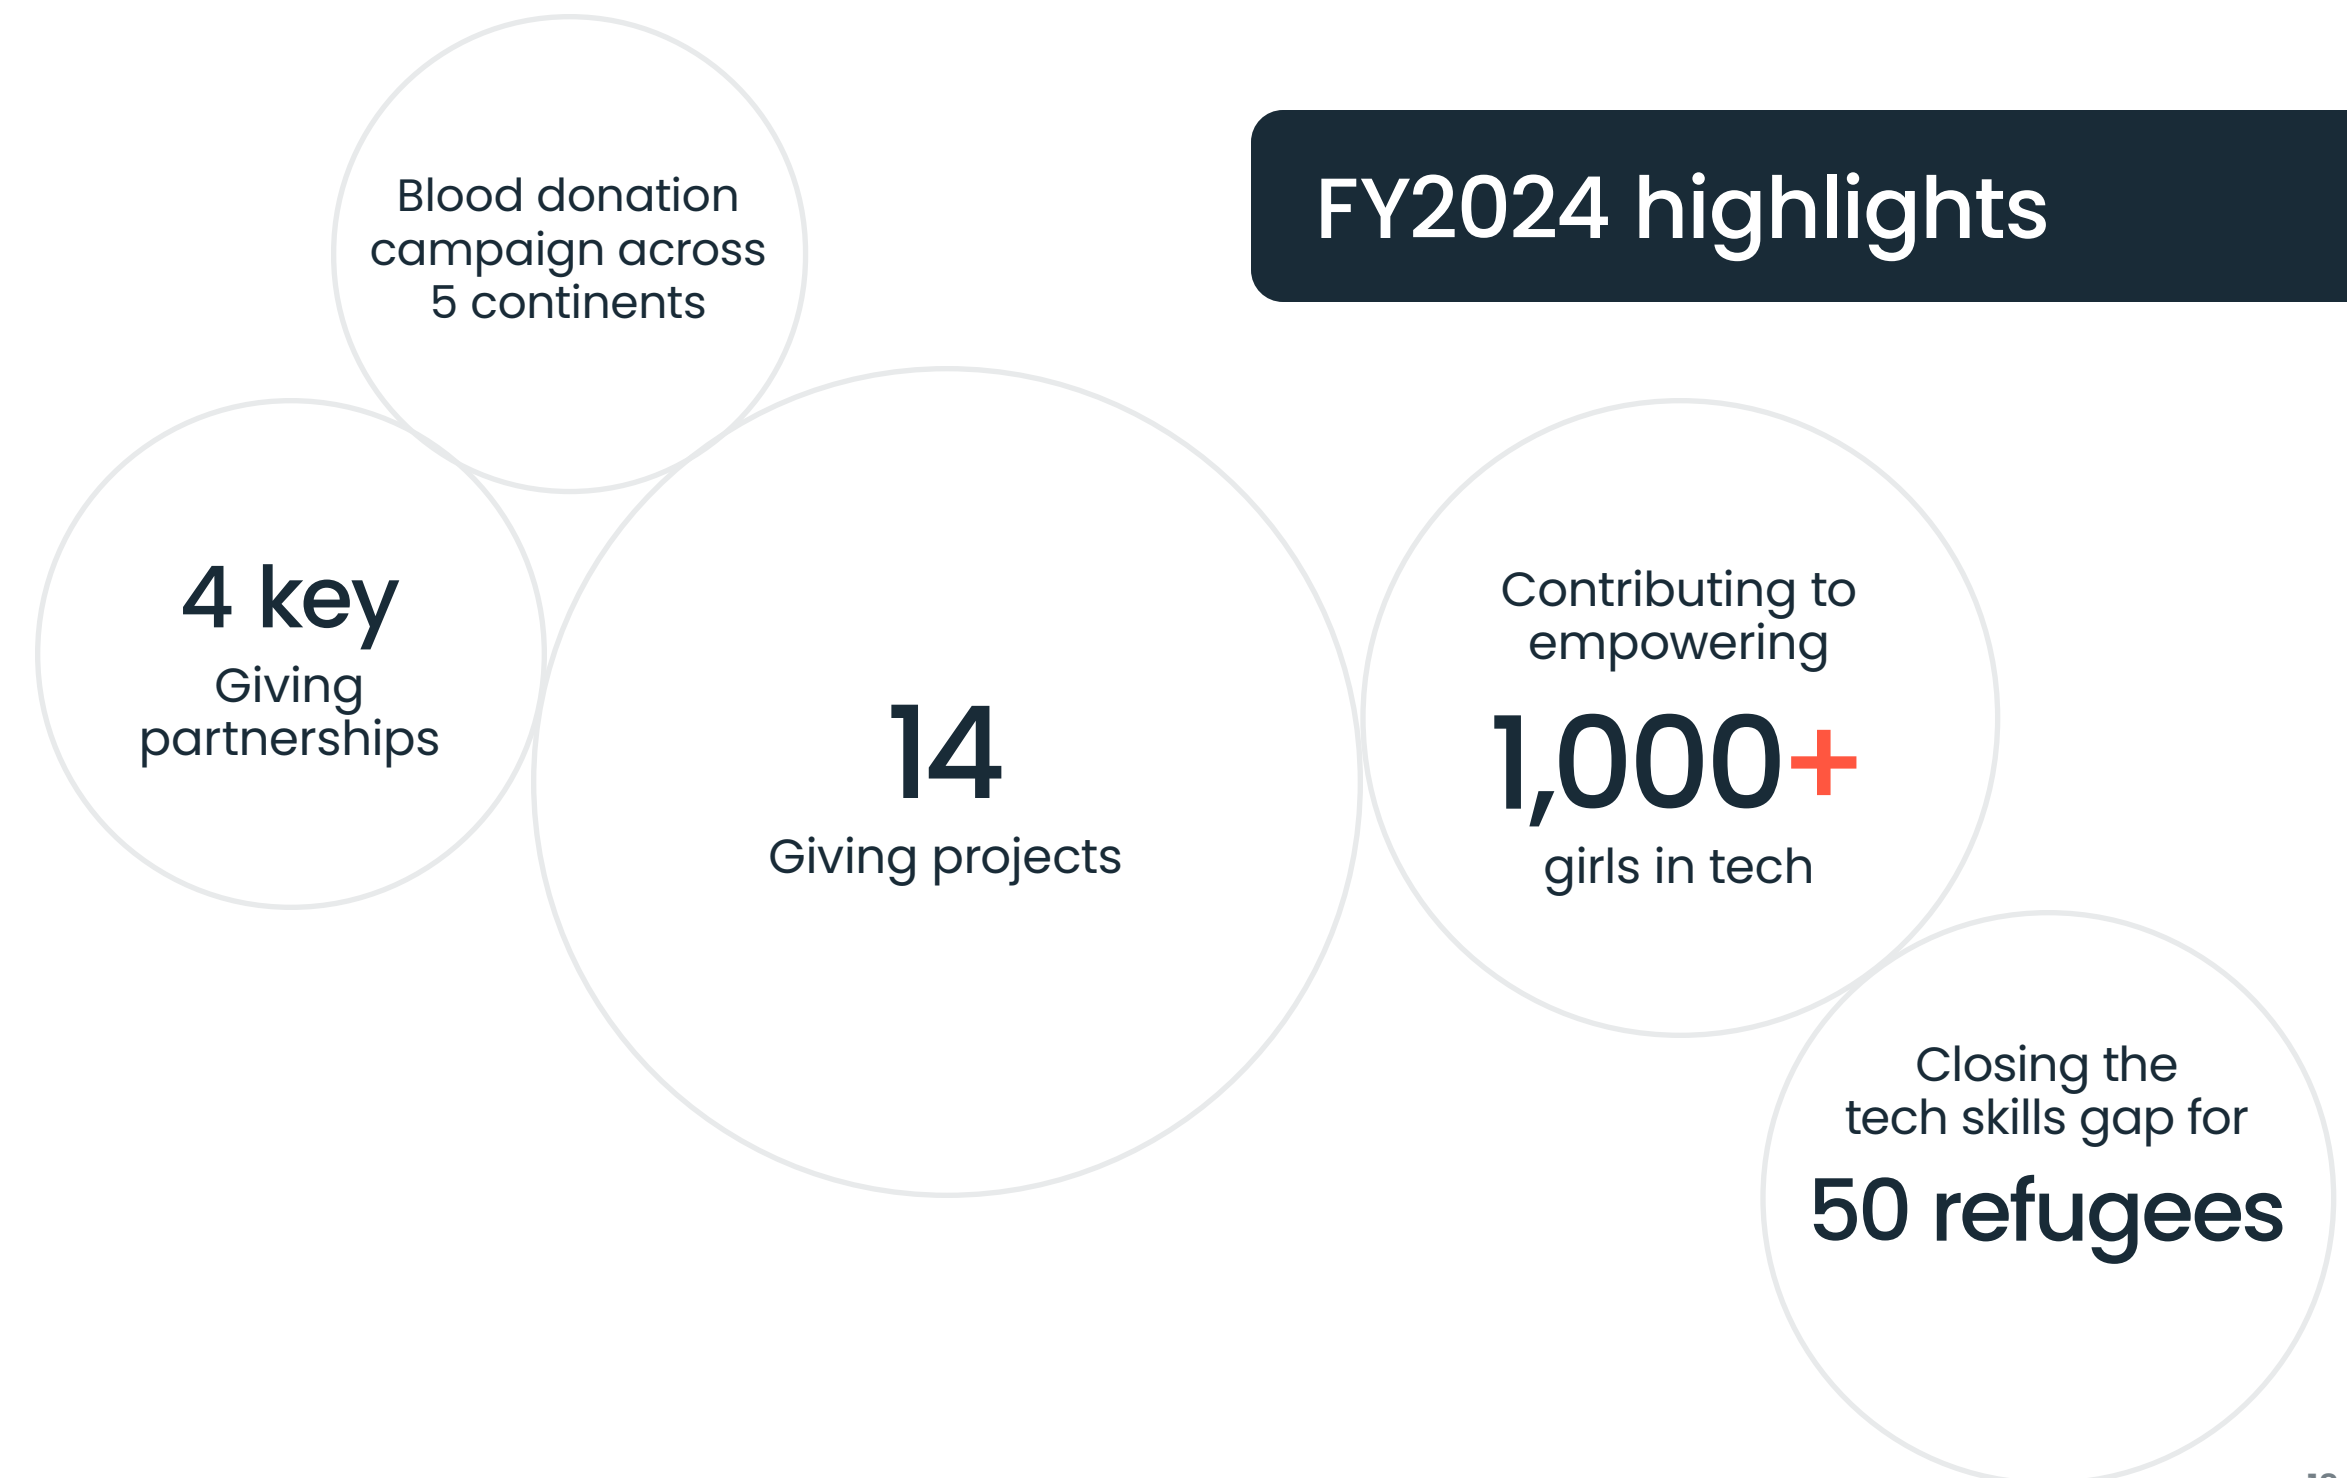 FY2024 highlights
Blood donation
campaign across
5 continents
4 key
Giving
partnerships
14
Giving projects
Contributing to
empowering
1,000+
girls in tech
Closing the
tech skills gap for
50 refugees